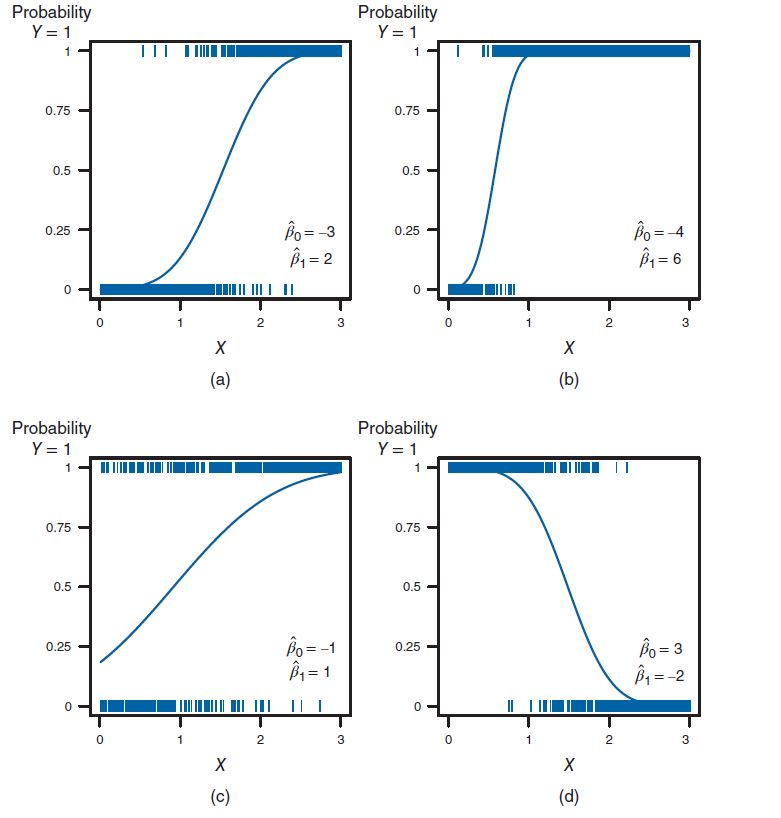 Probability
Y = 1
1
0.75
0.5
0.25
0
β̂0 = –3
β̂1 = 2
0 1 2 3
X
(a)
Probability
Y = 1
1
0.75
0.5
0.25
0
β̂0 = –4
β̂1 = 6
0 1 2 3
X
(b)
Probability
Y = 1
1
0.75
0.5
0.25
0
β̂0 = –1
β̂1 = 1
0 1 2 3
X
(c)
Probability
Y = 1
1
0.75
0.5
0.25
0
β̂0 = 3
β̂1 = –2
0 1 2 3
X
(d)